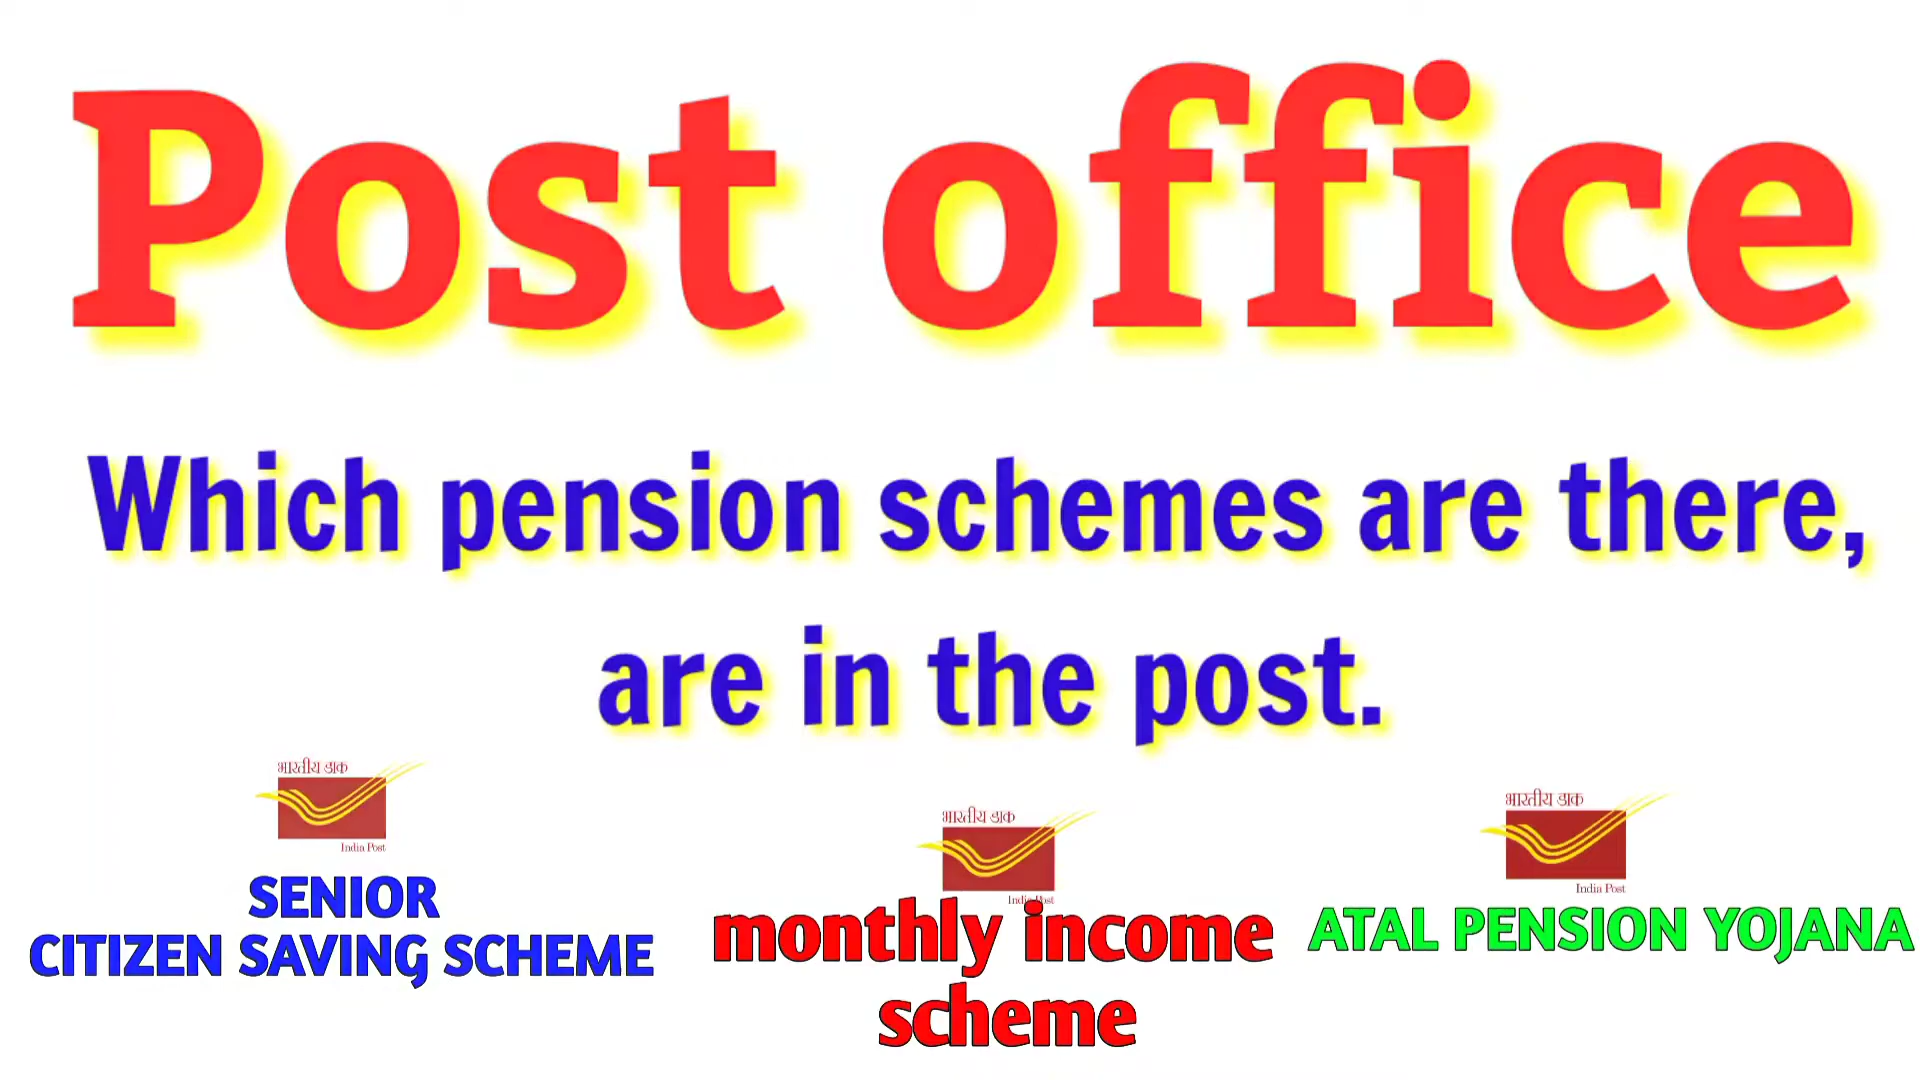 Post office
Which pension schemes are there,
are in the post.
भारतीय डाक
India Post
SENIOR
CITIZEN SAVING SCHEME
भारतीय डाक
India Post
monthly income
scheme
भारतीय डाक
India Post
ATAL PENSION YOJANA